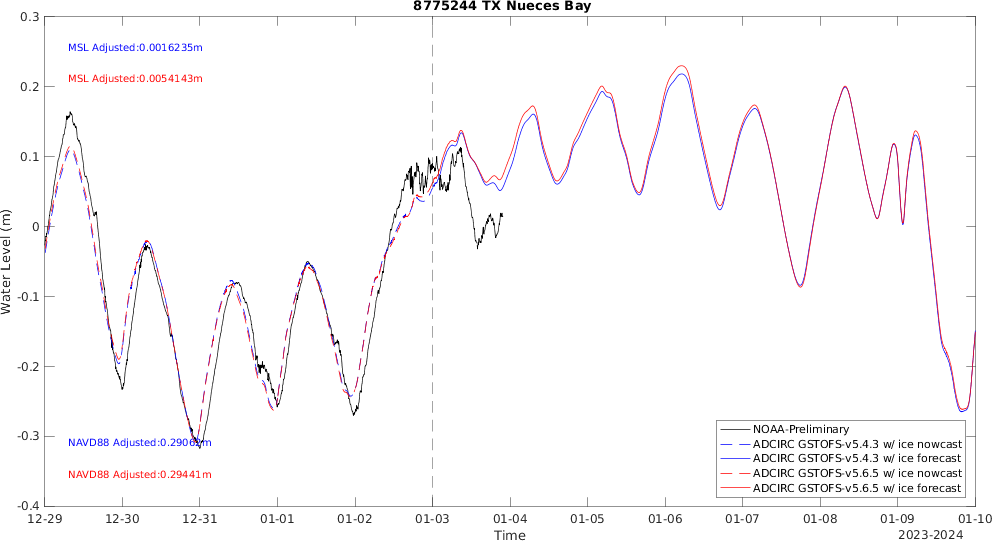 8775244 TX Nueces Bay
0.3
0.2
0.1
0
-0.1
-0.2
-0.3
-0.4
Water Level (m)
MSL Adjusted:0.0016235m
MSL Adjusted:0.0054143m
NAVD88 Adjusted:
NAVD88 Adjusted:0.29441m
NOAA-Preliminary
ADCIRC GSTOFS-v5.4.3 w/ ice nowcast
ADCIRC GSTOFS-v5.4.3 w/ ice forecast
ADCIRC GSTOFS-v5.6.5 w/ ice nowcast
ADCIRC GSTOFS-v5.6.5 w/ ice forecast
12-29 12-30 12-31 01-01 01-02 01-03 01-04 01-05 01-06 01-07 01-08 01-09 01-10
Time
2023-2024